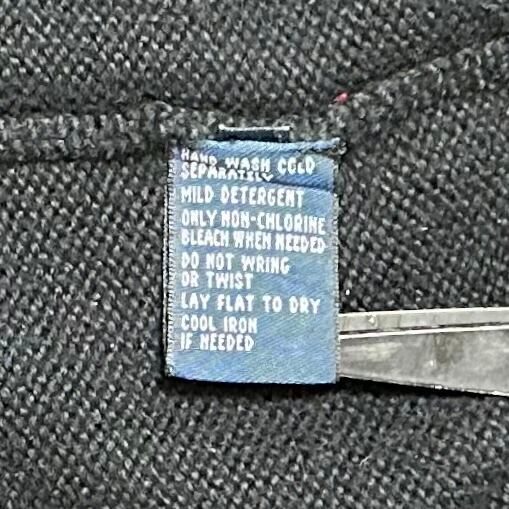 HAND WASH COLD
SEPARATELY
MILD DETERGENT
ONLY NON-CHLORINE
BLEACH WHEN NEEDED
DO NOT WRING
OR TWIST
LAY FLAT TO DRY
COOL IRON
IF NEEDED